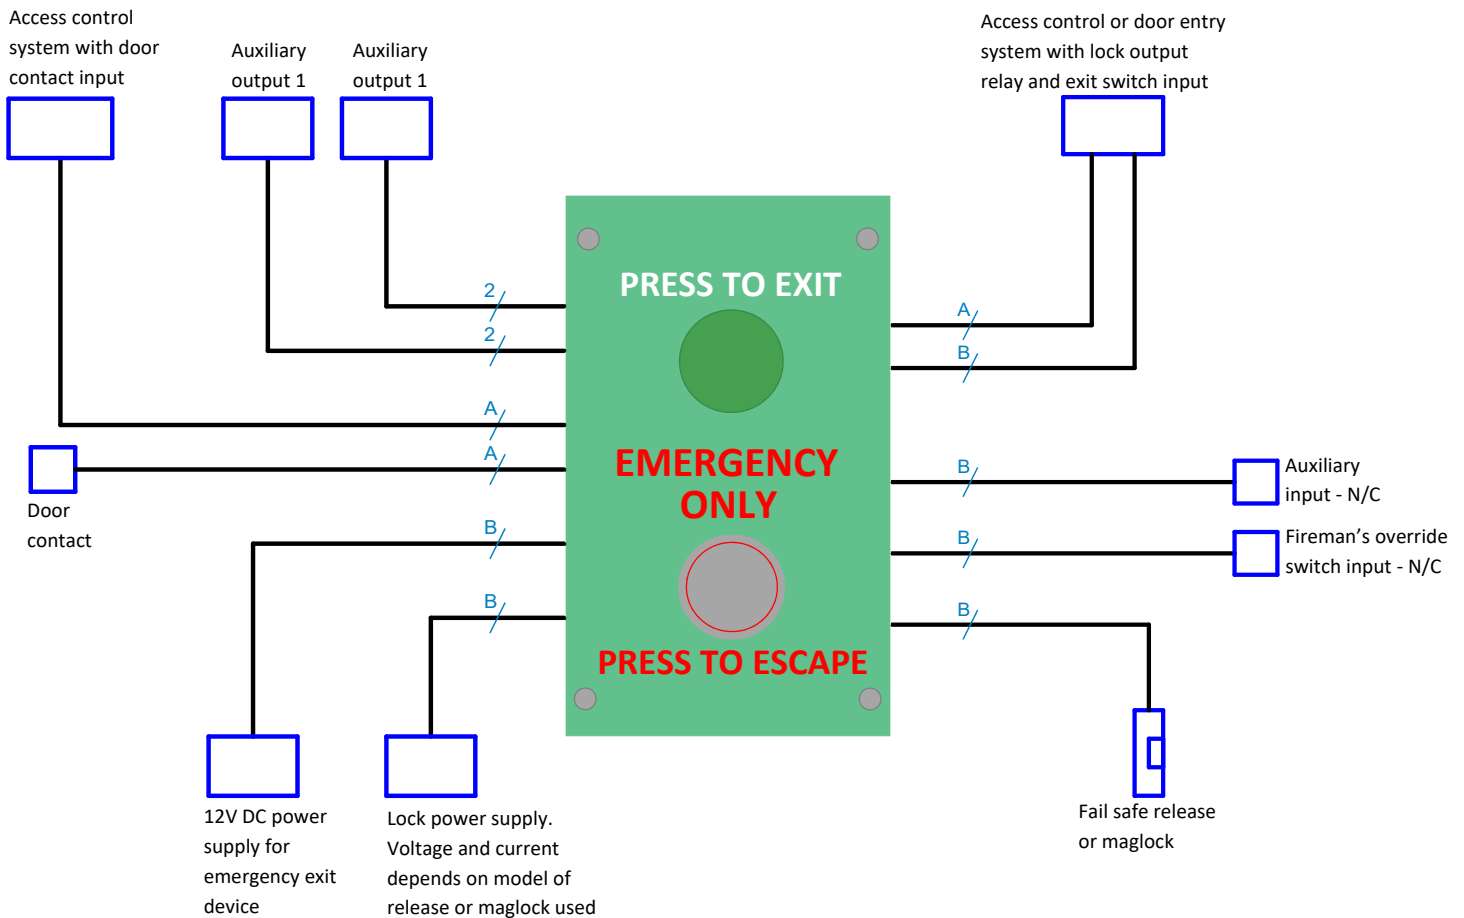 Access control
system with door
contact input
Auxiliary
output 1
Auxiliary
output 1
Access control or door entry
system with lock output
relay and exit switch input
2
2
A
A
B
B
PRESS TO EXIT
EMERGENCY
ONLY
PRESS TO ESCAPE
A
B
B
B
B
Auxiliary
input - N/C
Fireman’s override
switch input - N/C
Door
contact
12V DC power
supply for
emergency exit
device
Lock power supply.
Voltage and current
depends on model of
release or maglock used
Fail safe release
or maglock